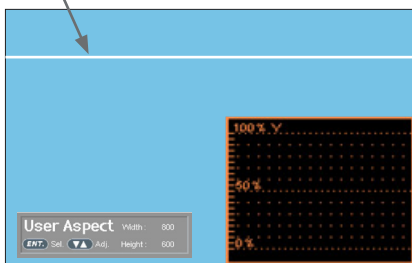 100% Y
50%
0%
User Aspect Width : 800
ENT. Sel. ▼▲ Adj. Height : 600